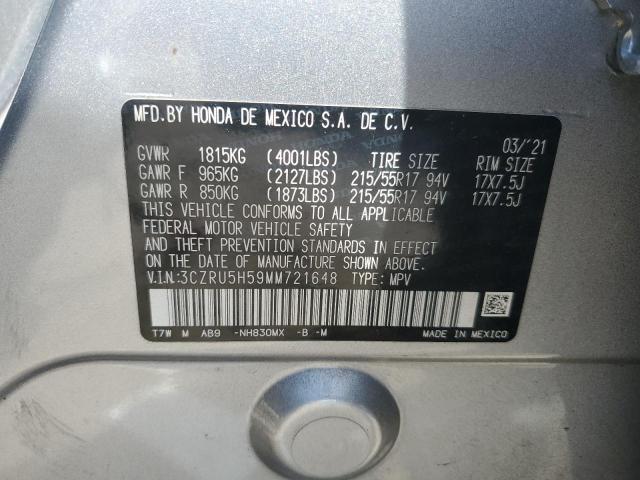 MFD.BY HONDA DE MEXICO S.A. DE C.V.
03/'21
GVWR 1815KG (4001LBS) TIRE SIZE RIM SIZE
GAWR F 965KG (2127LBS) 215/55R17 94V 17X7.5J
GAWR R 850KG (1873LBS) 215/55R17 94V 17X7.5J
THIS VEHICLE CONFORMS TO ALL APPLICABLE
FEDERAL MOTOR VEHICLE SAFETY
AND THEFT PREVENTION STANDARDS IN EFFECT
ON THE DATE OF MANUFACTURE SHOWN ABOVE.
V.I.N.:3CZRU5H59MM721648 TYPE: MPV
T7W M AB9 -NH830MX -B -M MADE IN MEXICO